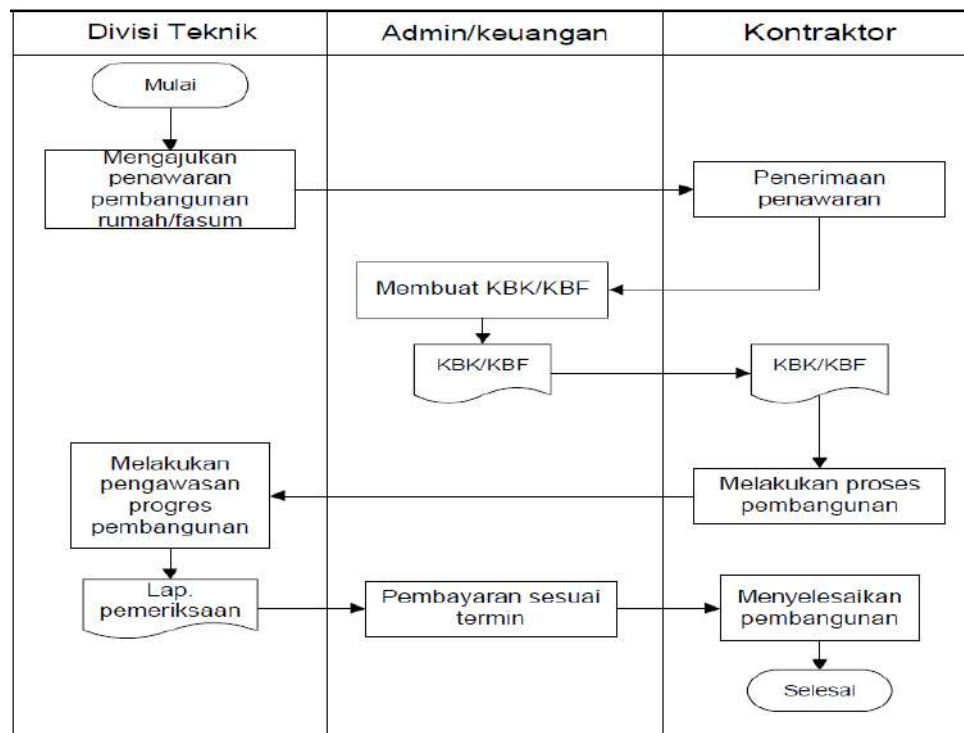 Divisi Teknik
Admin/keuangan
Kontraktor
Mulai
Mengajukan
penawaran
pembangunan
rumah/fasum
Penerimaan
penawaran
Membuat KBK/KBF
KBK/KBF
KBK/KBF
Melakukan
pengawasan
progres
pembangunan
Melakukan proses
pembangunan
Lap.
pemeriksaan
Pembayaran sesuai
termin
Menyelesaikan
pembangunan
Selesai